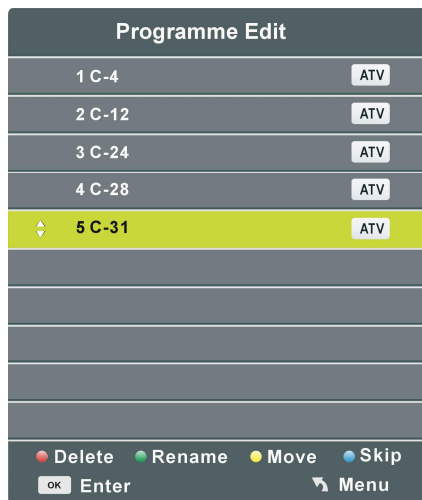 Programme Edit
1 C-4 ATV
2 C-12 ATV
3 C-24 ATV
4 C-28 ATV
5 C-31 ATV
Delete Rename Move Skip
OK Enter Menu